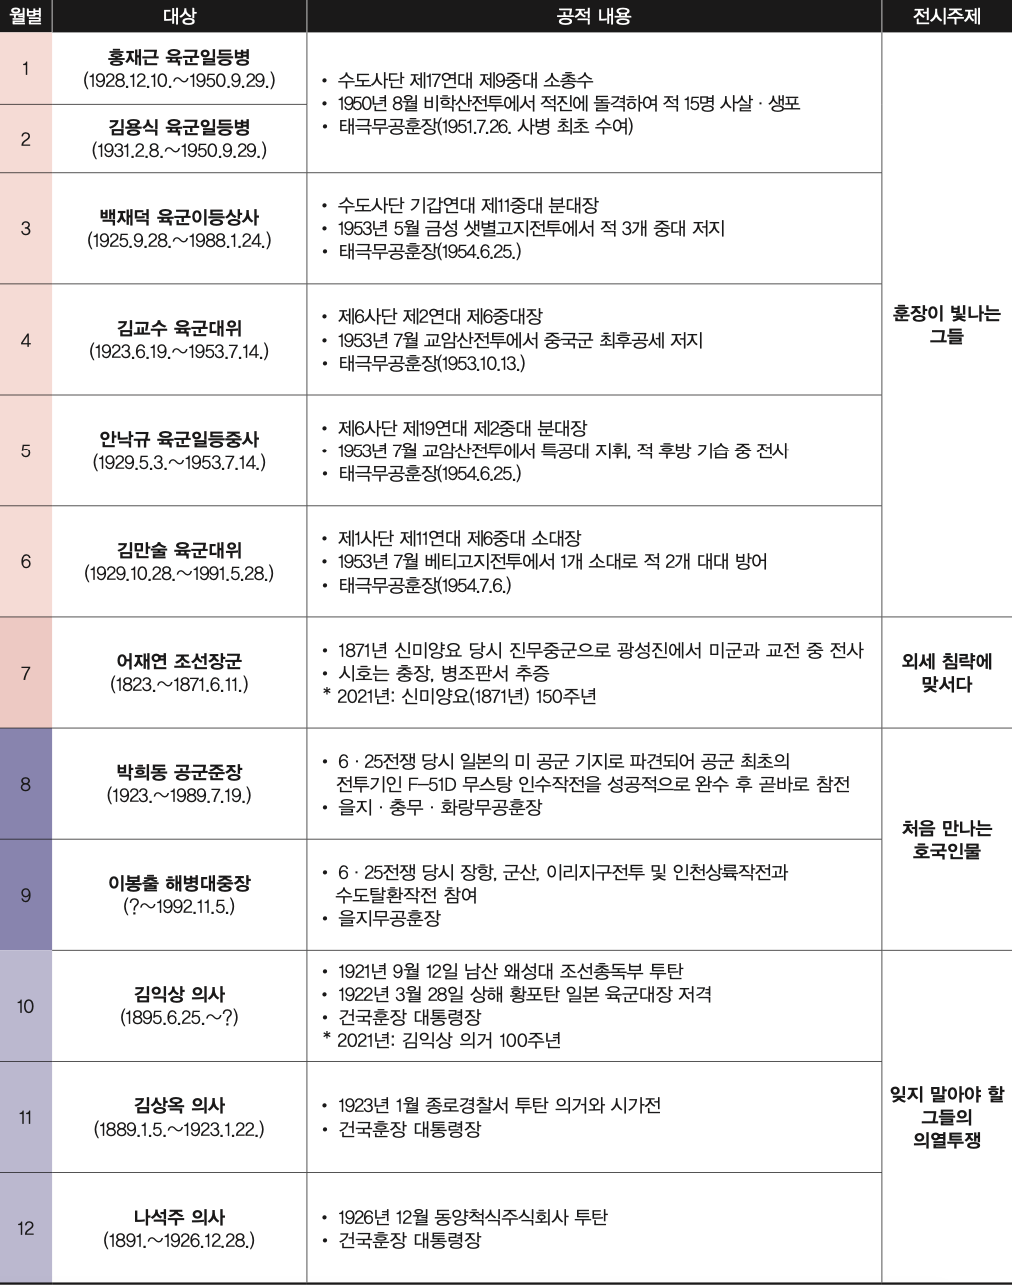 월별 대상 공적 내용 전시주제
1
홍재근 육군일등병
(1928.12.10.~1950.9.29.)
2
김용식 육군일등병
(1931.2.8.~1950.9.29.)
• 수도사단 제17연대 제9중대 소총수
• 1950년 8월 비학산전투에서 적진에 돌격하여 적 15명 사살·생포
• 태극무공훈장(1951.7.26. 사병 최초 수여)
3
백재덕 육군이등상사
(1925.9.28.~1988.1.24.)
• 수도사단 기갑연대 제11중대 분대장
• 1953년 5월 금성 샛별고지전투에서 적 3개 중대 저지
• 태극무공훈장(1954.6.25.)
4
김교수 육군대위
(1923.6.19.~1953.7.14.)
• 제6사단 제2연대 제6중대장
• 1953년 7월 교암산전투에서 중국군 최후공세 저지
• 태극무공훈장(1953.10.13.)
5
안낙규 육군일등중사
(1929.5.3.~1953.7.14.)
• 제6사단 제19연대 제2중대 분대장
• 1953년 7월 교암산전투에서 특공대 지휘, 적 후방 기습 중 전사
• 태극무공훈장(1954.6.25.)
6
김만술 육군대위
(1929.10.28.~1991.5.28.)
• 제1사단 제11연대 제6중대 소대장
• 1953년 7월 베티고지전투에서 1개 소대로 적 2개 대대 방어
• 태극무공훈장(1954.7.6.)
훈장이 빛나는
그들
7
어재연 조선장군
(1823.~1871.6.11.)
• 1871년 신미양요 당시 진무중군으로 광성진에서 미군과 교전 중 전사
• 시호는 충장, 병조판서 추증
* 2021년: 신미양요(1871년) 150주년
외세 침략에
맞서다
8
박희동 공군준장
(1923.~1989.7.19.)
• 6·25전쟁 당시 일본의 미 공군 기지로 파견되어 공군 최초의
전투기인 F-51D 무스탕 인수작전을 성공적으로 완수 후 곧바로 참전
• 을지·충무·화랑무공훈장
9
이봉출 해병대중장
(?~1992.11.5.)
• 6·25전쟁 당시 장항, 군산, 이리지구전투 및 인천상륙작전과
수도탈환작전 참여
• 을지무공훈장
처음 만나는
호국인물
10
김익상 의사
(1895.6.25.~?)
• 1921년 9월 12일 남산 왜성대 조선총독부 투탄
• 1922년 3월 28일 상해 황포탄 일본 육군대장 저격
• 건국훈장 대통령장
* 2021년: 김익상 의거 100주년
11
김상옥 의사
(1889.1.5.~1923.1.22.)
• 1923년 1월 종로경찰서 투탄 의거와 시가전
• 건국훈장 대통령장
12
나석주 의사
(1891.~1926.12.28.)
• 1926년 12월 동양척식주식회사 투탄
• 건국훈장 대통령장
잊지 말아야 할
그들의
의열투쟁